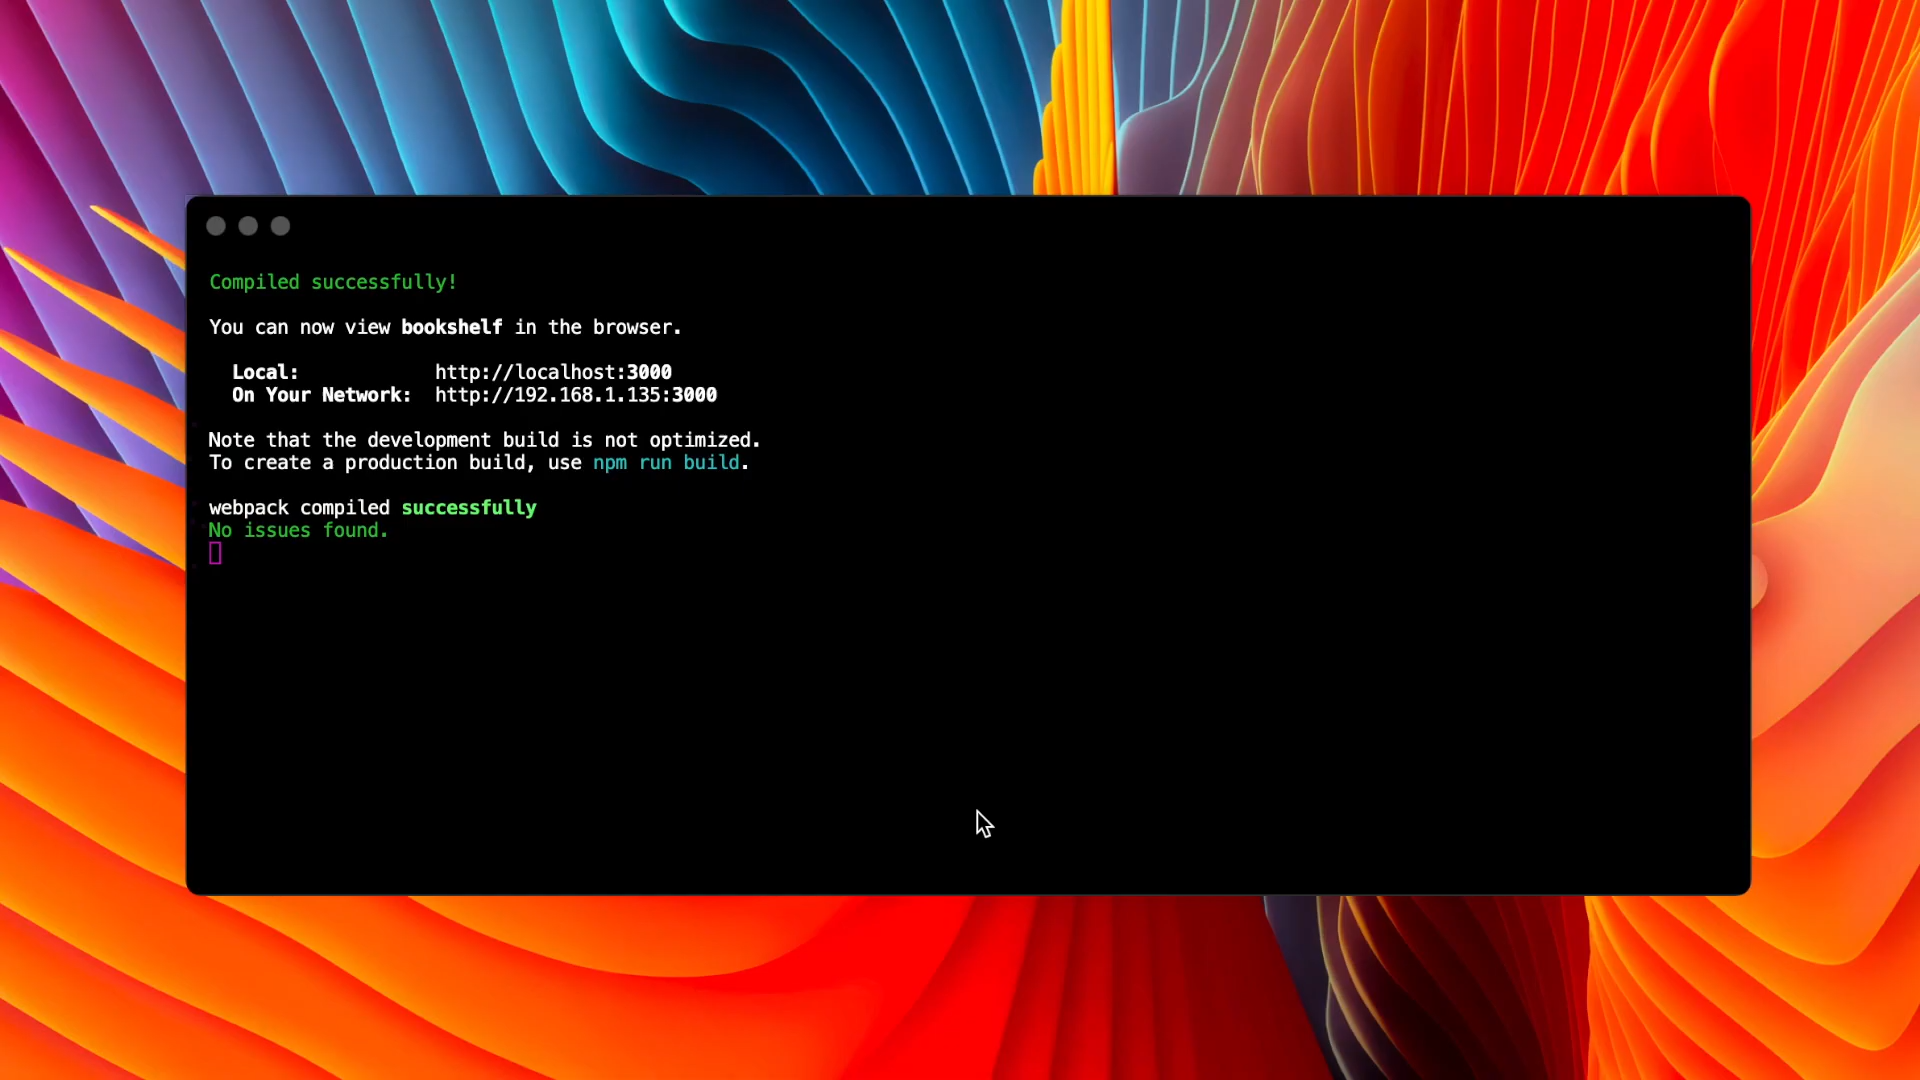 Compiled successfully!
You can now view bookshelf in the browser.
Local: http://localhost:3000
On Your Network: http://192.168.1.135:3000
Note that the development build is not optimized.
To create a production build, use npm run build.
webpack compiled successfully
No issues found.